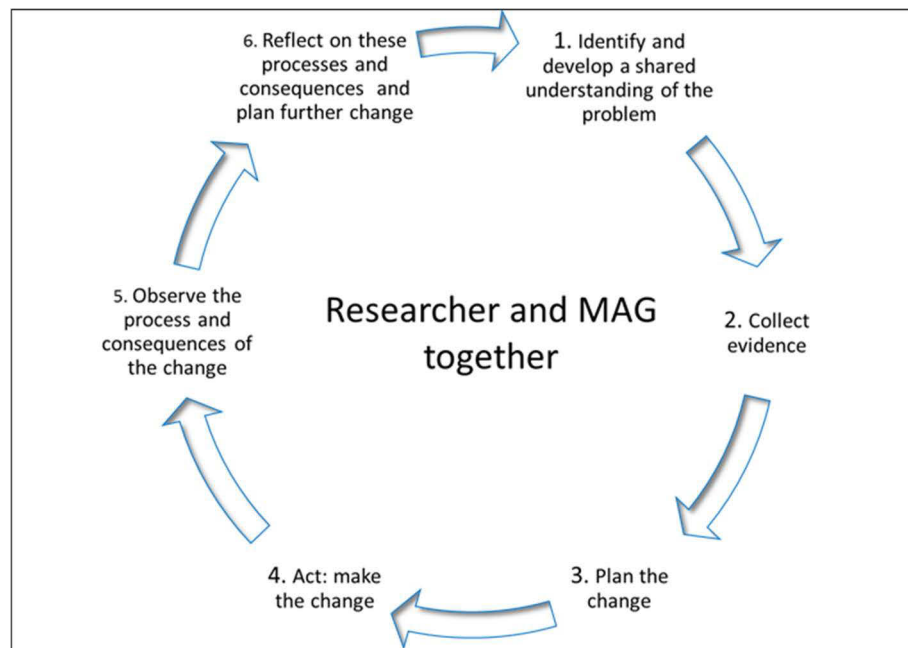 1. Identify and
develop a shared
understanding of the
problem
2. Collect
evidence
3. Plan the
change
4. Act: make
the change
5. Observe the
process and
consequences of
the change
6. Reflect on these
processes and
consequences and
plan further change
Researcher and MAG
together